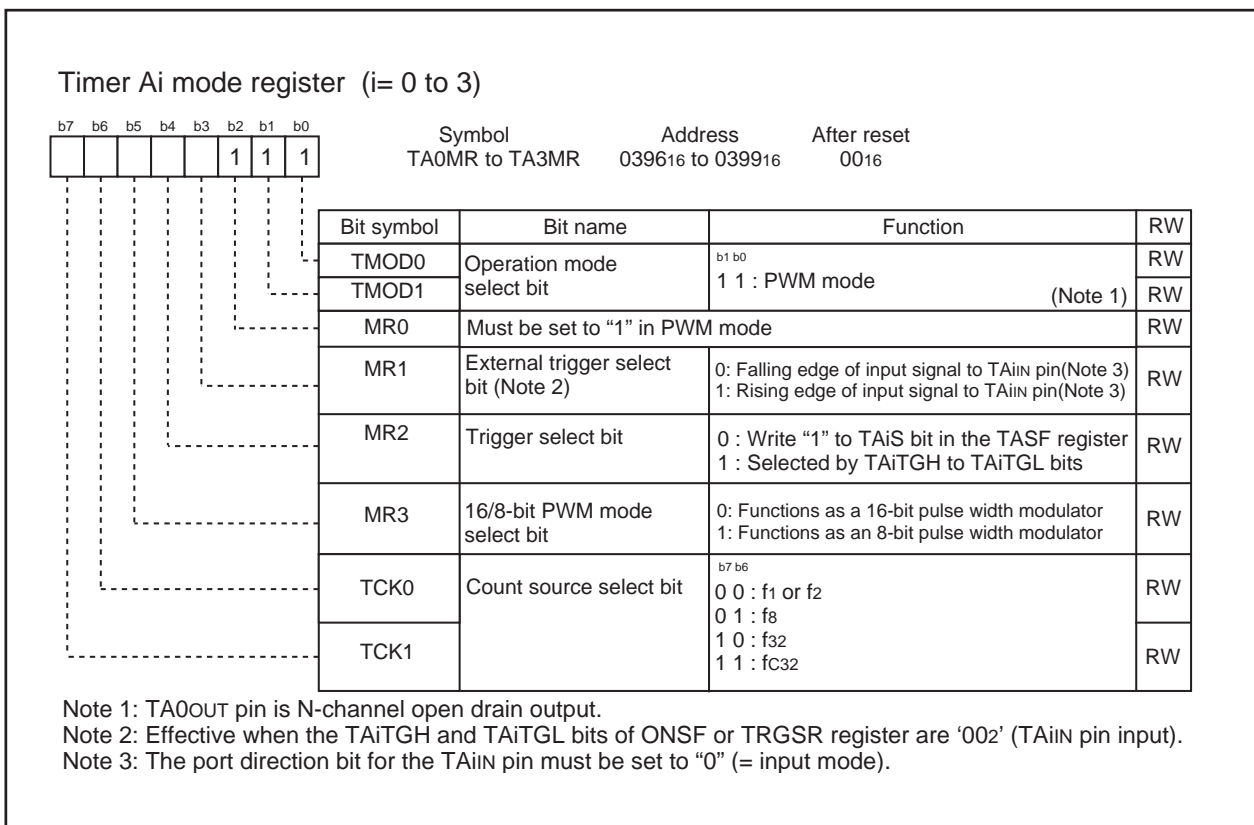 Timer Ai mode register (i= 0 to 3)
b7 b6 b5 b4 b3 b2 b1 b0
1 1 1
Symbol Address After reset
TA0MR to TA3MR 039616 to 039916 0016
Bit symbol Bit name Function RW
TMOD0 Operation mode select bit b1 b0 RW
TMOD1 1 1 : PWM mode (Note 1) RW
MR0 Must be set to “1” in PWM mode RW
MR1 External trigger select bit (Note 2) 0: Falling edge of input signal to TAiIN pin(Note 3) RW
1: Rising edge of input signal to TAiIN pin(Note 3)
MR2 Trigger select bit 0 : Write “1” to TAiS bit in the TASF register RW
1 : Selected by TAiTGH to TAiTGL bits
MR3 16/8-bit PWM mode select bit 0: Functions as a 16-bit pulse width modulator RW
1: Functions as an 8-bit pulse width modulator
b7 b6
TCK0 Count source select bit 0 0 : f1 or f2 RW
0 1 : f8
1 0 : f32
TCK1 1 1 : fC32 RW
Note 1: TA0OUT pin is N-channel open drain output.
Note 2: Effective when the TAiTGH and TAiTGL bits of ONSF or TRGSR register are ‘002’ (TAiIN pin input).
Note 3: The port direction bit for the TAiIN pin must be set to “0” (= input mode).